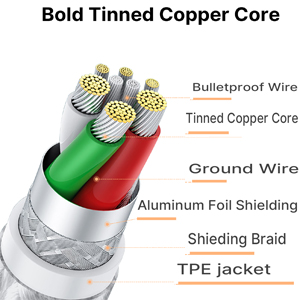 Bold Tinned Copper Core
Bulletproof Wire
Tinned Copper Core
Ground Wire
Aluminum Foil Shielding
Shieding Braid
TPE jacket